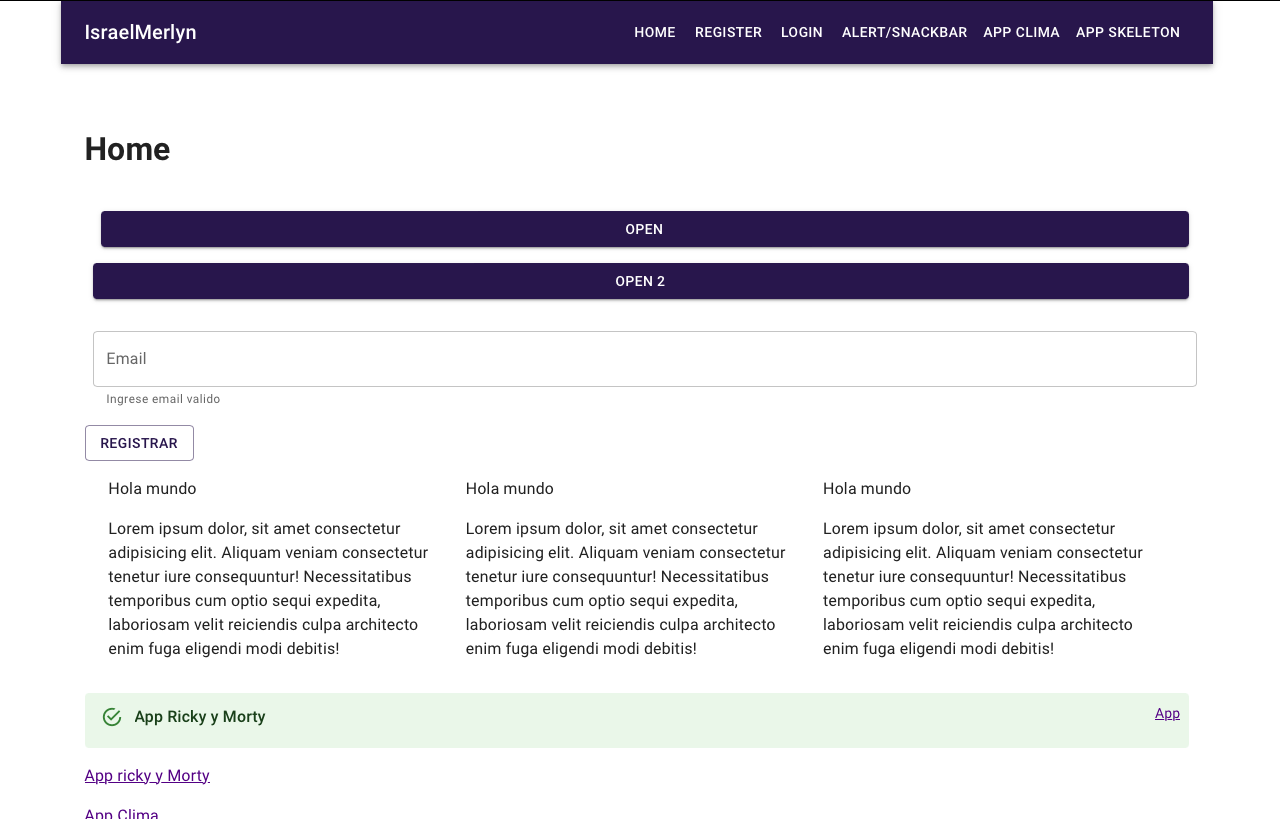 IsraelMerlyn HOME REGISTER LOGIN ALERT/SNACKBAR APP CLIMA APP SKELETON
Home
OPEN
OPEN 2
Email
Ingrese email valido
REGISTRAR
Hola mundo
Lorem ipsum dolor, sit amet consectetur
adipisicing elit. Aliquam veniam consectetur
tenetur iure consequuntur! Necessitatibus
temporibus cum optio sequi expedita,
laboriosam velit reiciendis culpa architecto
enim fuga eligendi modi debitis!
Hola mundo
Lorem ipsum dolor, sit amet consectetur
adipisicing elit. Aliquam veniam consectetur
tenetur iure consequuntur! Necessitatibus
temporibus cum optio sequi expedita,
laboriosam velit reiciendis culpa architecto
enim fuga eligendi modi debitis!
Hola mundo
Lorem ipsum dolor, sit amet consectetur
adipisicing elit. Aliquam veniam consectetur
tenetur iure consequuntur! Necessitatibus
temporibus cum optio sequi expedita,
laboriosam velit reiciendis culpa architecto
enim fuga eligendi modi debitis!
App Ricky y Morty App
App ricky y Morty
App Clima